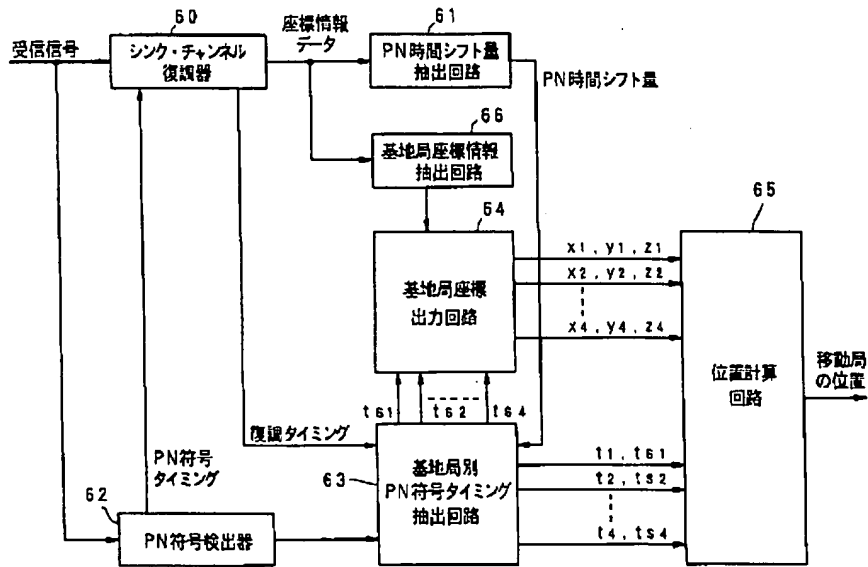 60
受信信号
シンク・チャンネル
復調器
座標情報
データ
61
PN時間シフト量
抽出回路
PN時間シフト量
66
基地局座標情報
抽出回路
64
基地局座標
出力回路
x1, y1, z1
x2, y2, z2
x4, y4, z4
65
位置計算
回路
移動局
の位置
tG1
tG2
tG4
復調タイミング
PN符号
タイミング
63
基地局別
PN符号タイミング
抽出回路
t1, tG1
t2, tS2
t4, tS4
62
PN符号検出器